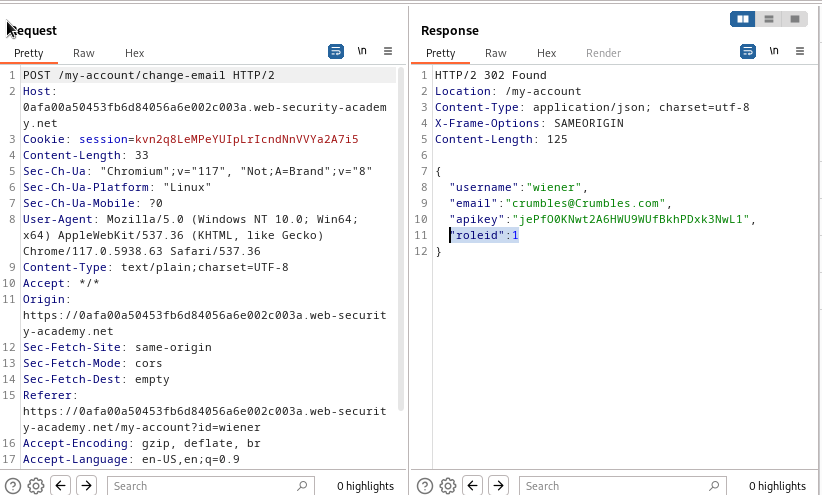 Request
Pretty Raw Hex \n
1 POST /my-account/change-email HTTP/2
2 Host:
0afa00a50453fb6d84056a6e002c003a.web-security-academ
y.net
3 Cookie: session=kvn2q8LeMPeYUIpLrIcndNnVVYa2A7i5
4 Content-Length: 33
5 Sec-Ch-Ua: "Chromium";v="117", "Not;A=Brand";v="8"
6 Sec-Ch-Ua-Platform: "Linux"
7 Sec-Ch-Ua-Mobile: ?0
8 User-Agent: Mozilla/5.0 (Windows NT 10.0; Win64;
x64) AppleWebKit/537.36 (KHTML, like Gecko)
Chrome/117.0.5938.63 Safari/537.36
9 Content-Type: text/plain;charset=UTF-8
10 Accept: */*
11 Origin:
https://0afa00a50453fb6d84056a6e002c003a.web-securit
y-academy.net
12 Sec-Fetch-Site: same-origin
13 Sec-Fetch-Mode: cors
14 Sec-Fetch-Dest: empty
15 Referer:
https://0afa00a50453fb6d84056a6e002c003a.web-securit
y-academy.net/my-account?id=wiener
16 Accept-Encoding: gzip, deflate, br
17 Accept-Language: en-US,en;q=0.9
Search 0 highlights
Response
Pretty Raw Hex Render \n
1 HTTP/2 302 Found
2 Location: /my-account
3 Content-Type: application/json; charset=utf-8
4 X-Frame-Options: SAMEORIGIN
5 Content-Length: 125
6
7 {
8 "username":"wiener",
9 "email":"crumbles@Crumbles.com",
10 "apikey":"jePfO0KNwt2A6HWU9WUfBkhPDxk3NwL1",
11 "roleid":1
12 }
Search 0 highlights